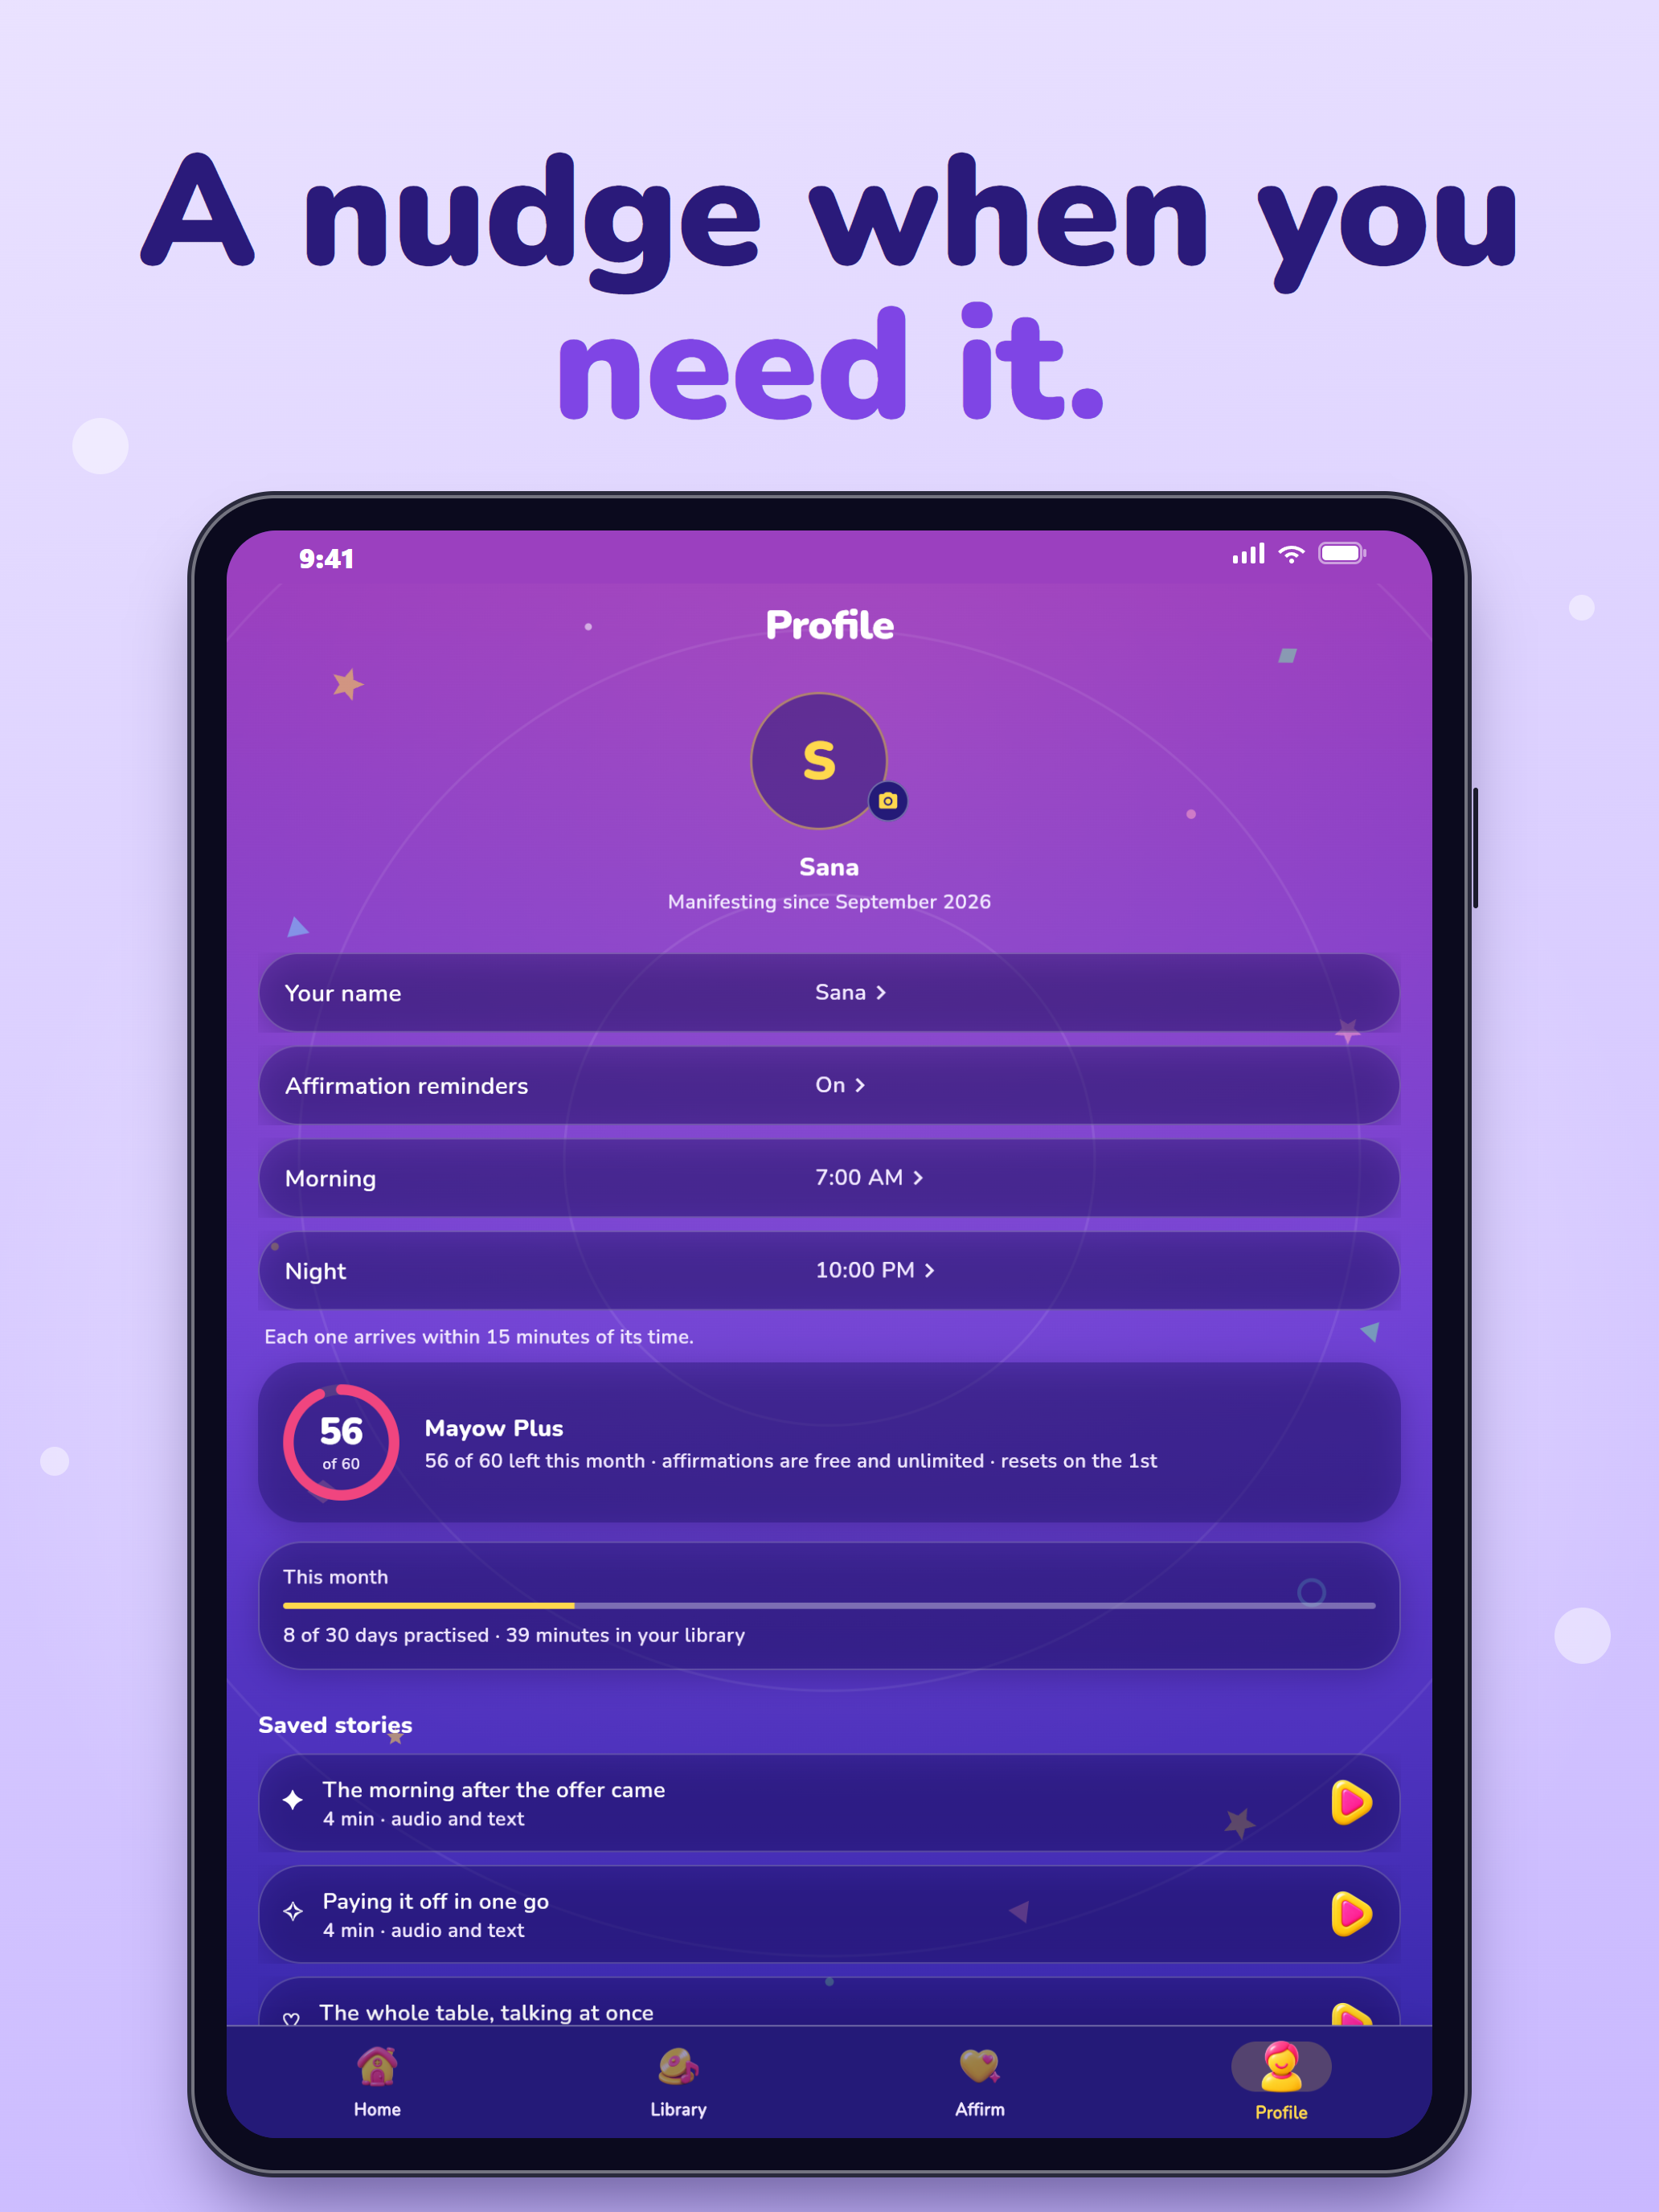 A nudge when you
need it.
9:41
Profile
S
Sana
Manifesting since September 2026
Your name
Sana
Affirmation reminders
On
Morning
7:00 AM
Night
10:00 PM
Each one arrives within 15 minutes of its time.
56
of 60
Mayow Plus
56 of 60 left this month · affirmations are free and unlimited · resets on the 1st
This month
8 of 30 days practised · 39 minutes in your library
Saved stories
The morning after the offer came
4 min · audio and text
Paying it off in one go
4 min · audio and text
The whole table, talking at once
Home
Library
Affirm
Profile